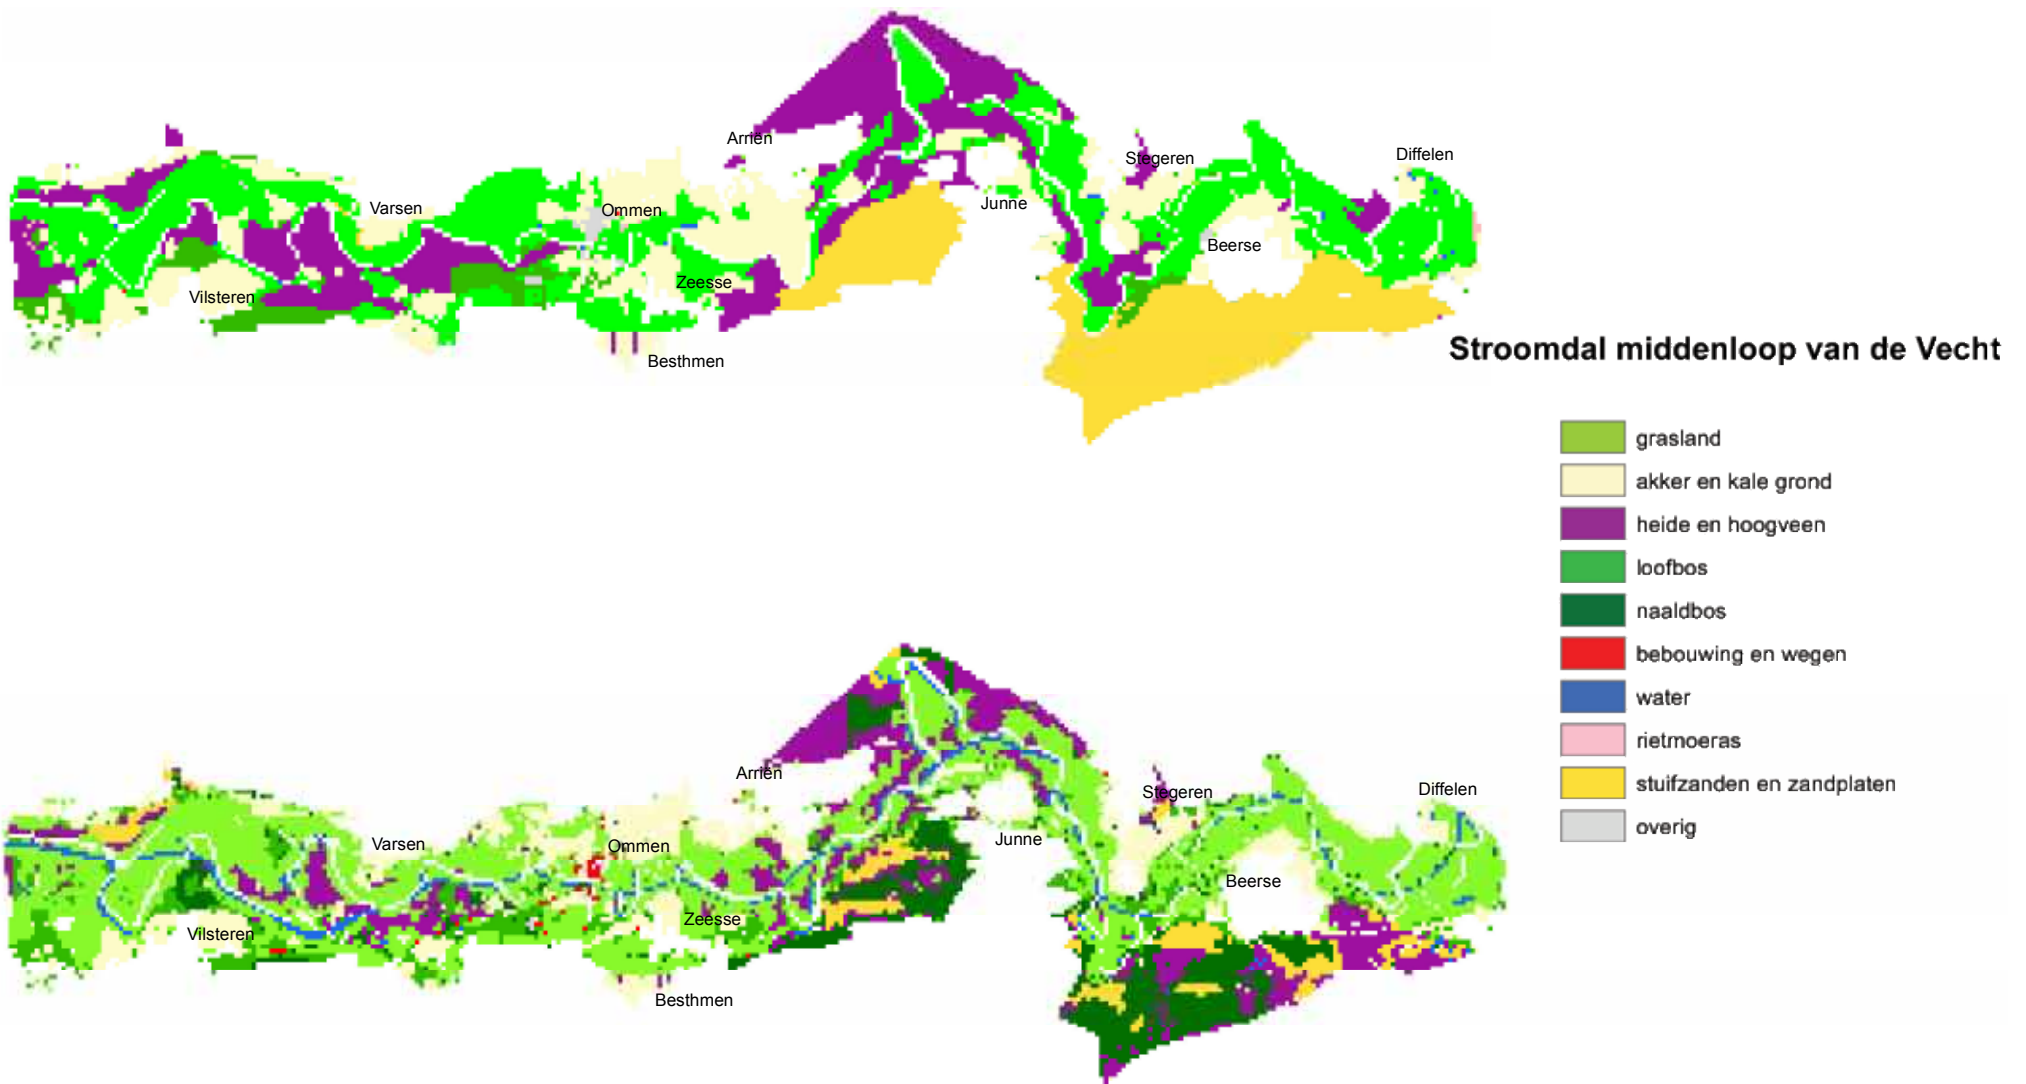 Arriën
Stegeren
Diffelen
Varsen
Ommen
Junne
Beerse
Zeesse
Vilsteren
Besthmen
Stroomdal middenloop van de Vecht
grasland
akker en kale grond
heide en hoogveen
loofbos
naaldbos
bebouwing en wegen
water
rietmoeras
stuifzanden en zandplaten
overig
Arriën
Stegeren
Diffelen
Varsen
Ommen
Junne
Beerse
Zeesse
Vilsteren
Besthmen